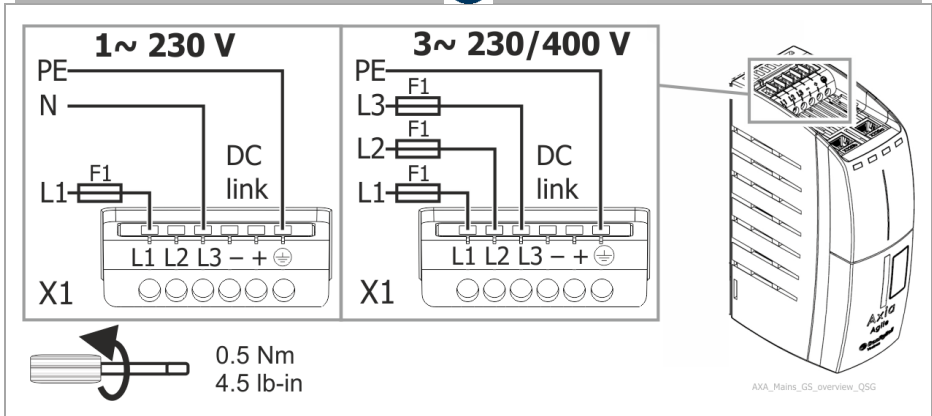 1~ 230 V
PE
N
L1
F1
DC
link
L1 L2 L3 – + ⏚
X1
3~ 230/400 V
PE
L3
F1
L2
F1
L1
F1
DC
link
L1 L2 L3 – + ⏚
X1
0.5 Nm
4.5 lb-in
Axia
Agile
AXA_Mains_GS_overview_QSG